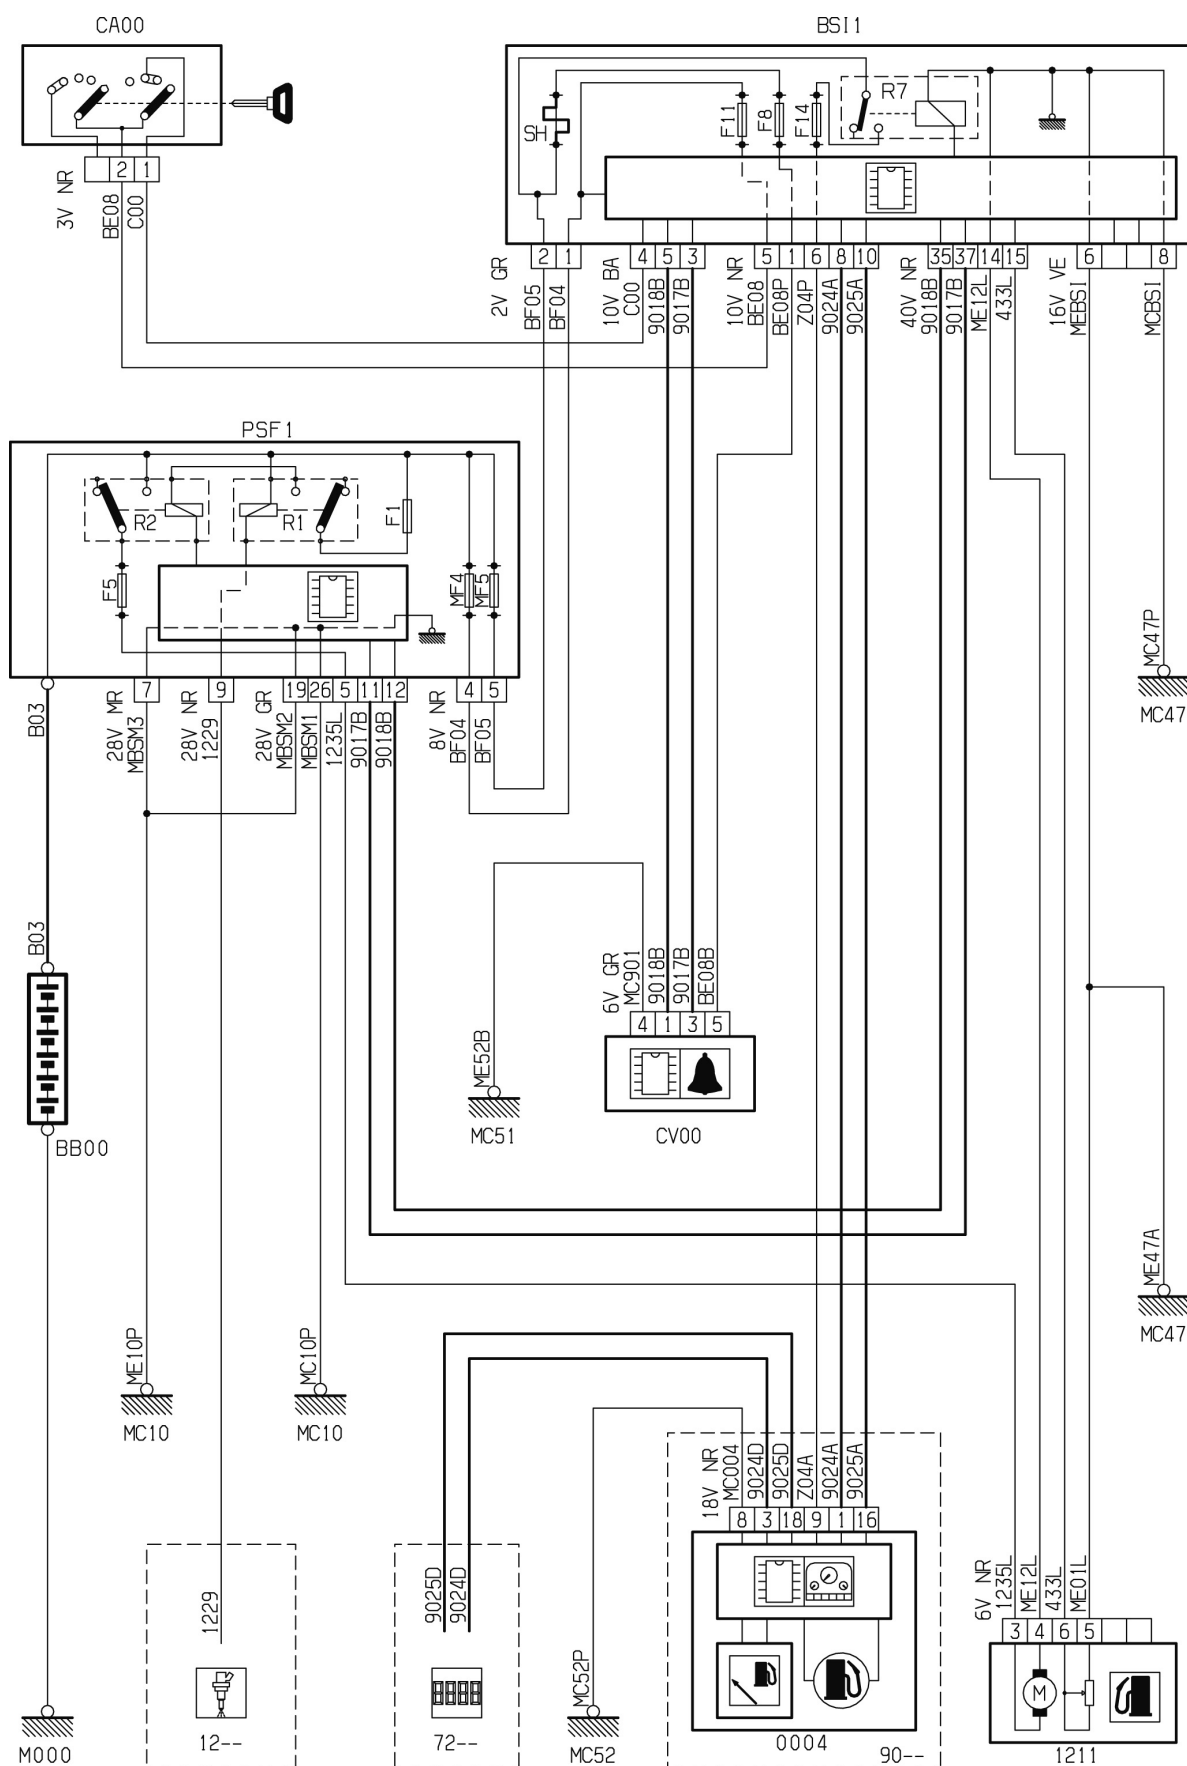 CA00
BSI1
R7
SH
F11
F8
F14
2
1
3V NR
BE08
C00
2
1
4
5
3
5
1
6
8
10
35
37
14
15
6
8
2V GR
BF05
BF04
10V BA
C00
9018B
9017B
10V NR
BE08
BE08P
Z04P
9024A
9025A
40V NR
9018B
9017B
ME12L
433L
16V VE
MEBSI
MCBSI
PSF1
R2
R1
F1
F5
MF4
MF5
MC47P
MC47
7
9
19
26
5
11
12
4
5
B03
28V MR
MBSM3
28V NR
1229
28V GR
MBSM2
MBSM1
1235L
9017B
9018B
8V NR
BF04
BF05
B03
BB00
6V GR
MC901
9018B
9017B
BE08B
4
1
3
5
CV00
ME52B
MC51
ME47A
MC47
ME10P
MC10
MC10P
MC10
18V NR
MC004
9024D
9025D
Z04A
9024A
9025A
8
3
18
9
1
16
1229
9025D
9024D
MC52P
6V NR
1235L
ME12L
433L
ME01L
3
4
6
5
M
M000
12--
72--
MC52
0004
90--
1211